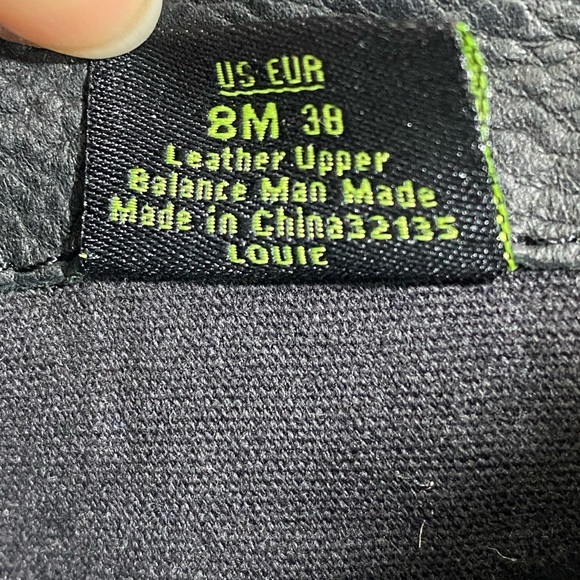 US EUR
8M 38
Leather Upper
Balance Man Made
Made in China32135
LOUIE